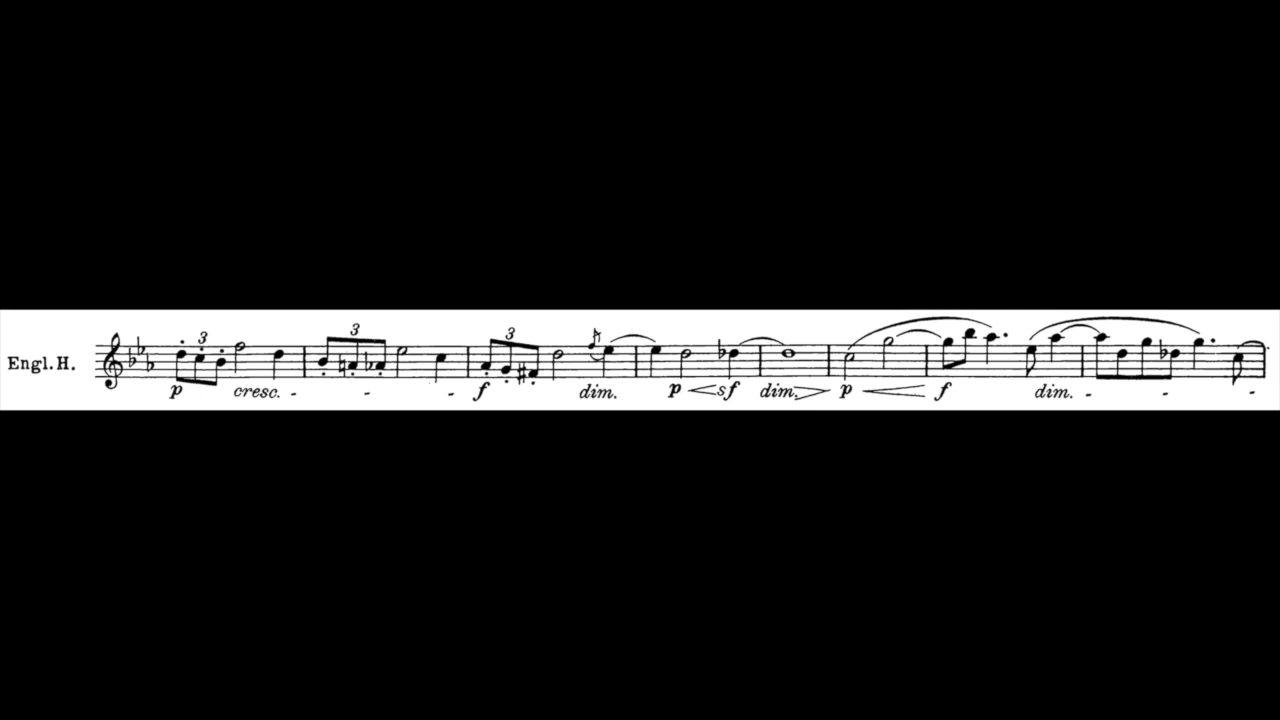 3 3 3
Engl.H.
p cresc. - - - f dim. p sf dim. p f dim. - - -